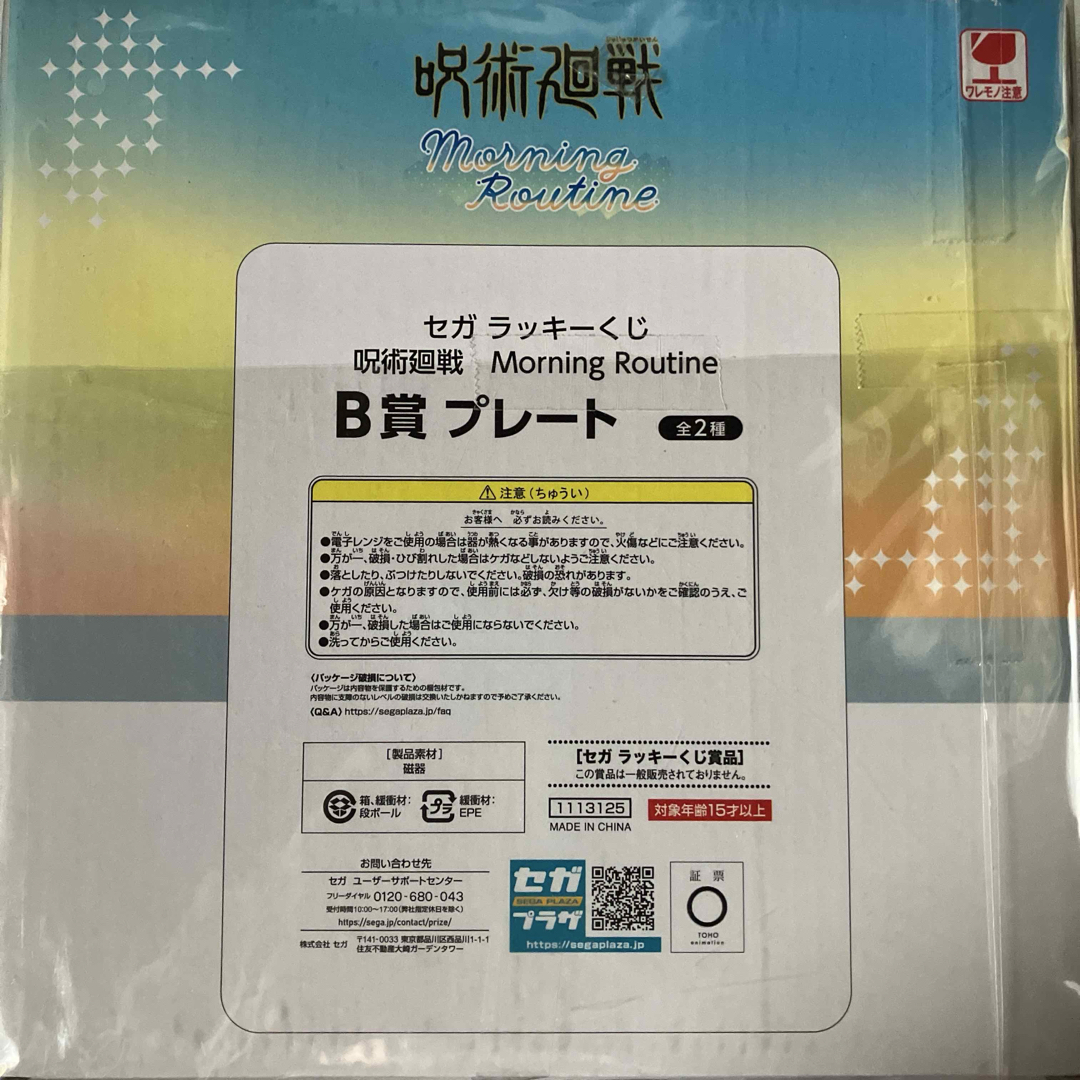 呪術廻戦
Morning
Routine
ワレモノ注意
セガ ラッキーくじ
呪術廻戦 Morning Routine
B賞 プレート 全2種
⚠注意(ちゅうい)
お客様へ 必ずお読みください。
●電子レンジをご使用の場合は器が熱くなる事がありますので、火傷などにご注意ください。
●万が一、破損・ひび割れした場合はケガなどしないようご注意ください。
●落としたり、ぶつけたりしないでください。破損の恐れがあります。
●ケガの原因となりますので、使用前には必ず、欠け等の破損がないかをご確認のうえ、ご
使用ください。
●万が一、破損した場合はご使用にならないでください。
●洗ってからご使用ください。
〈パッケージ破損について〉
パッケージは内容物を保護するための梱包材です。
内容物に支障のないレベルの破損は交換いたしかねますので予めご了承ください。
〈Q&A〉https://segaplaza.jp/faq
[製品素材]
磁器
箱、緩衝材:
段ボール
プラ
緩衝材:
EPE
[セガ ラッキーくじ賞品]
この賞品は一般販売されておりません。
1113125
対象年齢15才以上
MADE IN CHINA
お問い合わせ先
セガ ユーザーサポートセンター
フリーダイヤル 0120-680-043
受付時間10:00〜17:00(弊社指定休日を除く)
https://sega.jp/contact/prize/
株式会社 セガ 〒141-0033 東京都品川区西品川1-1-1
住友不動産大崎ガーデンタワー
セガ
SEGA PLAZA
プラザ
https://segaplaza.jp
証票
TOHO
animation